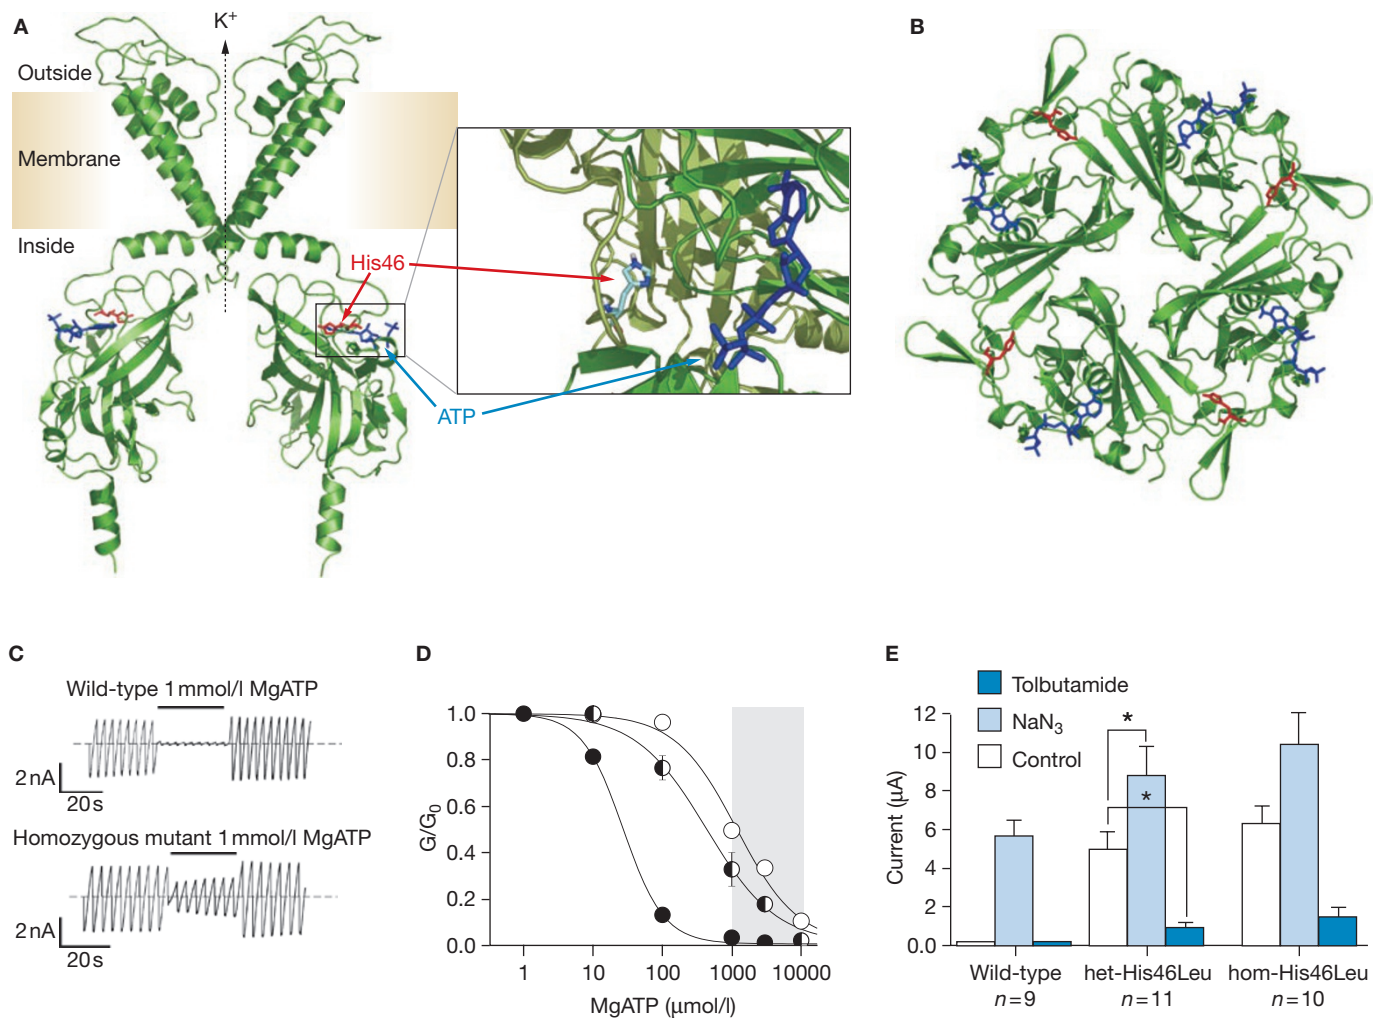 A
K+
Outside
Membrane
Inside
His46
ATP
B
C
Wild-type 1 mmol/l MgATP
2 nA
20 s
Homozygous mutant 1 mmol/l MgATP
2 nA
20 s
D
G/G0
1.0
0.8
0.6
0.4
0.2
0.0
1 10 100 1000 10000
MgATP (μmol/l)
E
Tolbutamide
NaN3
Control
Current (μA)
12
10
8
6
4
2
0.0
*
*
Wild-type het-His46Leu hom-His46Leu
n=9 n=11 n=10